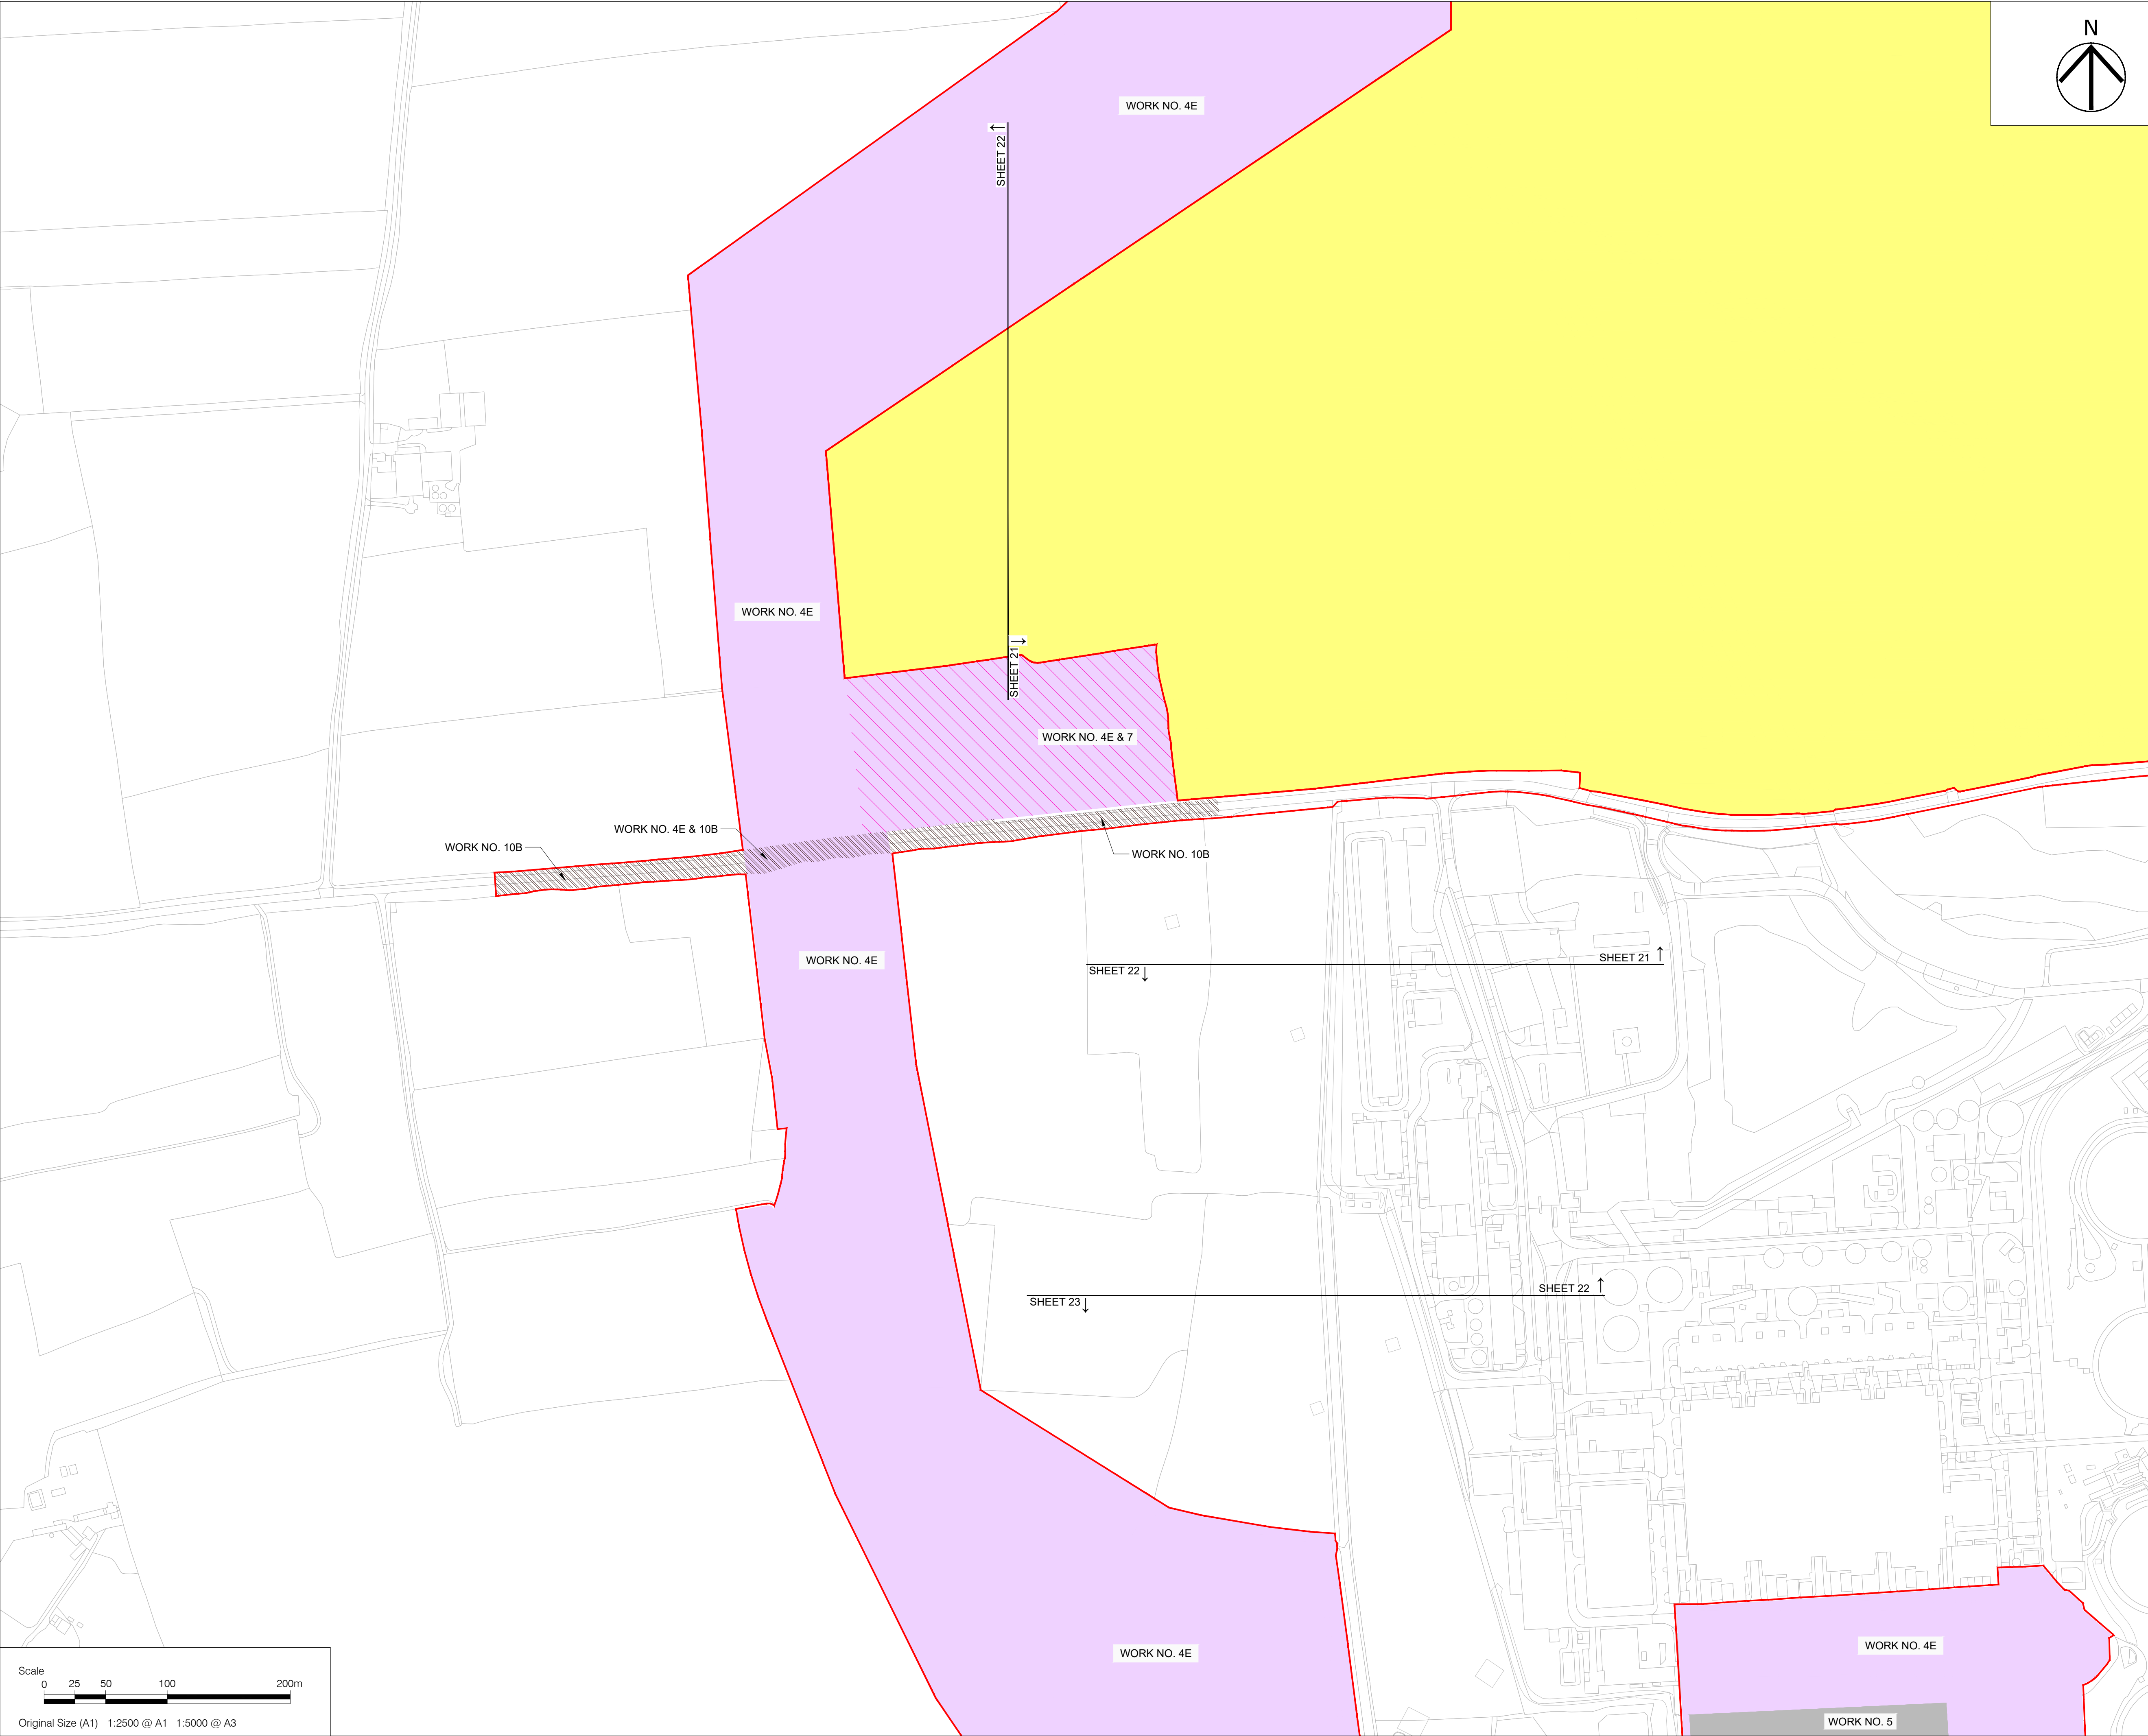 N
WORK NO. 4E
SHEET 22
WORK NO. 4E
SHEET 21
WORK NO. 4E & 7
WORK NO. 4E & 10B
WORK NO. 10B
WORK NO. 10B
WORK NO. 4E
SHEET 21
SHEET 22
SHEET 22
SHEET 23
WORK NO. 4E
WORK NO. 4E
WORK NO. 5
Scale
0 25 50 100 200m
Original Size (A1) 1:2500 @ A1 1:5000 @ A3